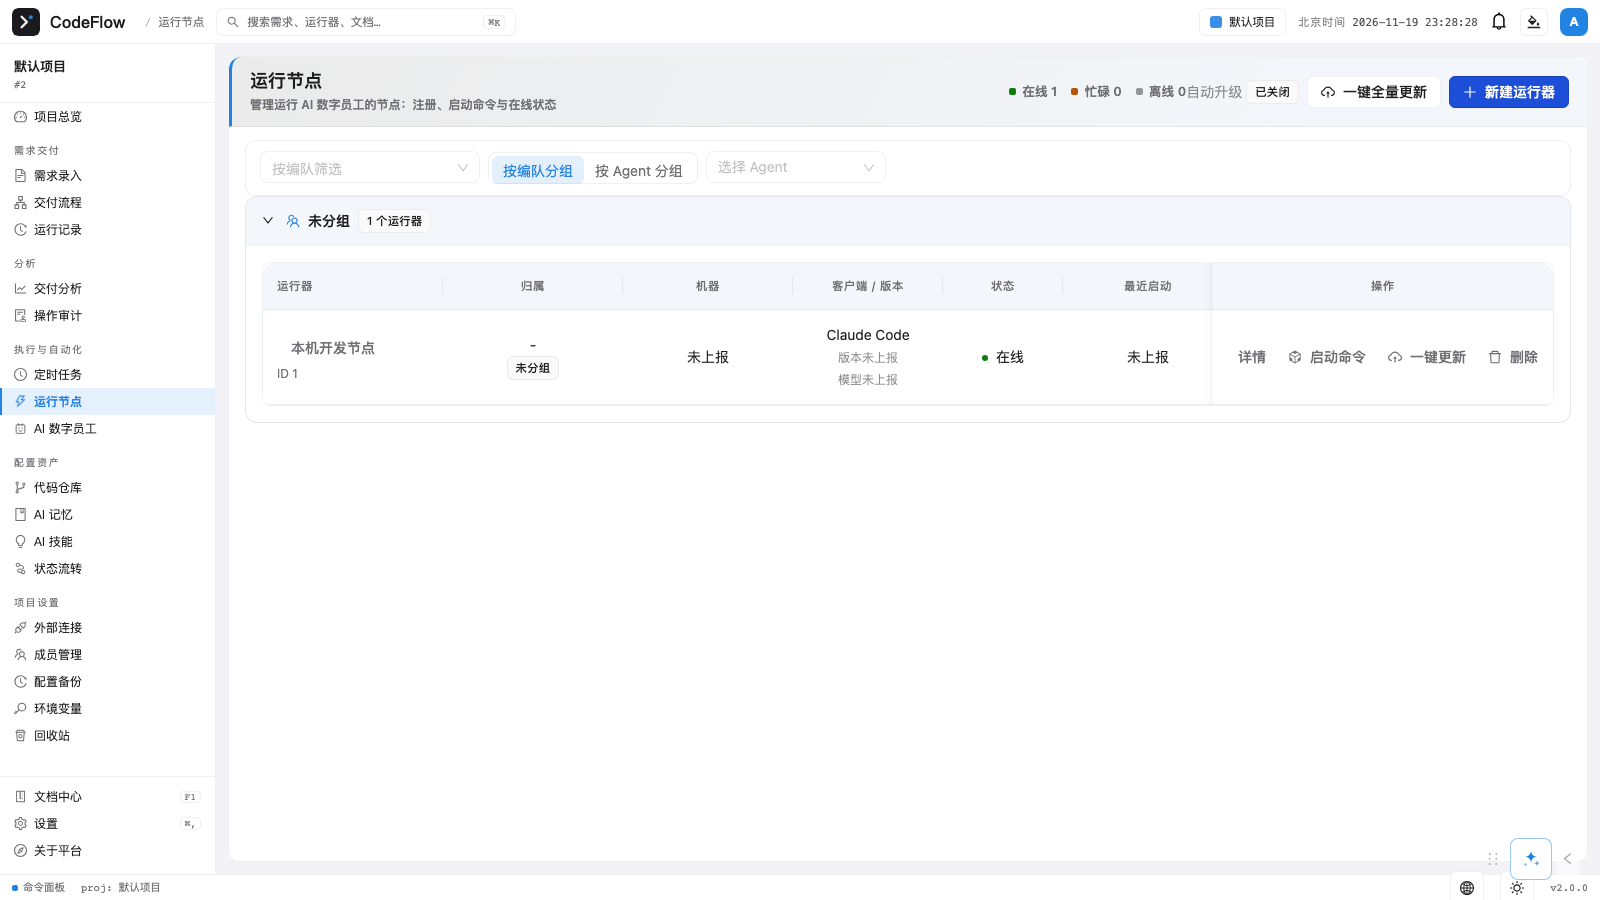 CodeFlow / 运行节点 搜索需求、运行器、文档... ⌘K 默认项目 北京时间 2026-11-19 23:28:28 A
默认项目
#2
项目总览
需求交付
需求录入
交付流程
运行记录
分析
交付分析
操作审计
执行与自动化
定时任务
运行节点
AI 数字员工
配置资产
代码仓库
AI 记忆
AI 技能
状态流转
项目设置
外部连接
成员管理
配置备份
环境变量
回收站
文档中心 F1
设置 ⌘,
关于平台
运行节点
管理运行 AI 数字员工的节点：注册、启动命令与在线状态
在线 1 忙碌 0 离线 0 自动升级 已关闭 一键全量更新 新建运行器
按编队筛选 按编队分组 按 Agent 分组 选择 Agent
未分组 1 个运行器
运行器 归属 机器 客户端 / 版本 状态 最近启动 操作
本机开发节点
ID 1
-
未分组
未上报
Claude Code
版本未上报
模型未上报
在线
未上报
详情 启动命令 一键更新 删除
命令面板 proj: 默认项目 v2.0.0